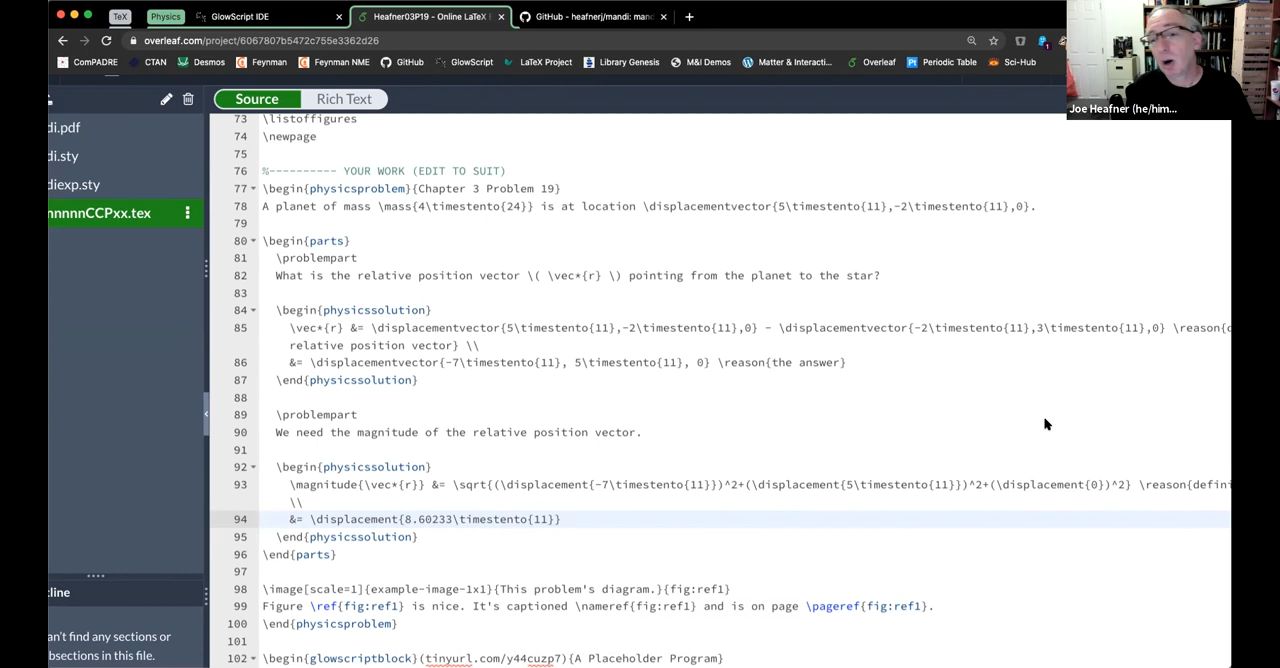 TeX Physics GlowScript IDE Heafner03P19 - Online LaTeX GitHub - heafnerj/mandi: man
overleaf.com/project/6067807b5472c755e3362d26
ComPADRE CTAN Desmos Feynman Feynman NME GitHub GlowScript LaTeX Project Library Genesis M&I Demos Matter & Interacti... Overleaf Periodic Table Sci-Hub
Joe Heafner (he/him...
Source Rich Text
di.pdf
di.sty
diexp.sty
nnnnnCCPxx.tex
73 \listoffigures
74 \newpage
75
76 %---------- YOUR WORK (EDIT TO SUIT)
77 \begin{physicsproblem}{Chapter 3 Problem 19}
78 A planet of mass \mass{4\timestento{24}} is at location \displacementvector{5\timestento{11},-2\timestento{11},0}.
79
80 \begin{parts}
81 \problempart
82 What is the relative position vector \( \vec*{r} \) pointing from the planet to the star?
83
84 \begin{physicssolution}
85 \vec*{r} &= \displacementvector{5\timestento{11},-2\timestento{11},0} - \displacementvector{-2\timestento{11},3\timestento{11},0} \reason{
relative position vector} \\
86 &= \displacementvector{-7\timestento{11}, 5\timestento{11}, 0} \reason{the answer}
87 \end{physicssolution}
88
89 \problempart
90 We need the magnitude of the relative position vector.
91
92 \begin{physicssolution}
93 \magnitude{\vec*{r}} &= \sqrt{(\displacement{-7\timestento{11}})^2+(\displacement{5\timestento{11}})^2+(\displacement{0})^2} \reason{defini
\\
94 &= \displacement{8.60233\timestento{11}}
95 \end{physicssolution}
96 \end{parts}
97
98 \image[scale=1]{example-image-1x1}{This problem's diagram.}{fig:ref1}
99 Figure \ref{fig:ref1} is nice. It's captioned \nameref{fig:ref1} and is on page \pageref{fig:ref1}.
100 \end{physicsproblem}
101
102 \begin{glowscriptblock}(tinyurl.com/y44cuzp7){A Placeholder Program}
tline
an't find any sections or
bsections in this file.